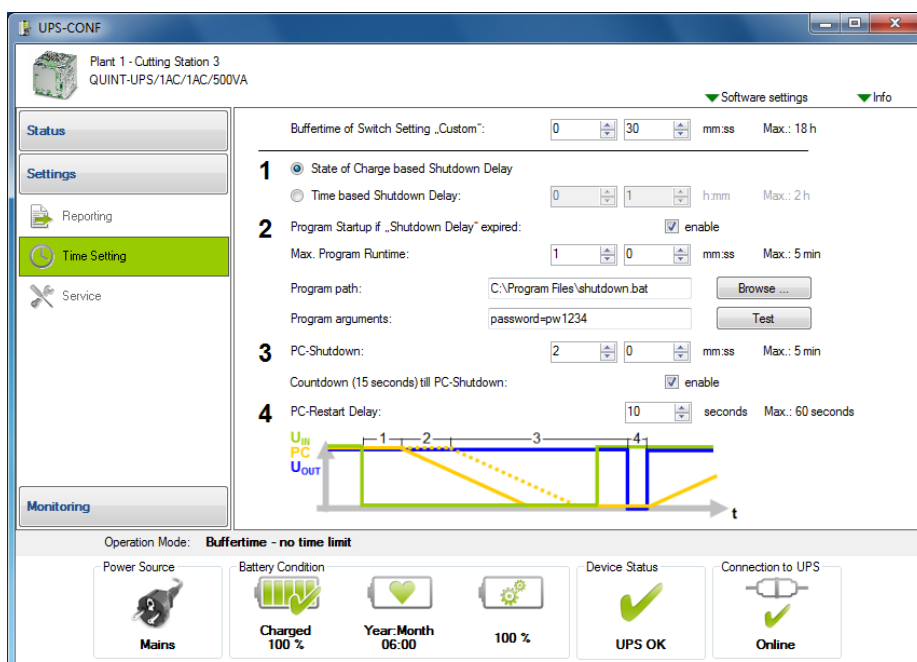 UPS-CONF
Plant 1 - Cutting Station 3
QUINT-UPS/1AC/1AC/500VA
Software settings Info
Status
Settings
Reporting
Time Setting
Service
Monitoring
Buffertime of Switch Setting „Custom": 0 30 mm:ss Max.: 18 h
1 State of Charge based Shutdown Delay
Time based Shutdown Delay: 0 1 h:mm Max.: 2 h
2 Program Startup if „Shutdown Delay" expired: enable
Max. Program Runtime: 1 0 mm:ss Max.: 5 min
Program path: C:\Program Files\shutdown.bat Browse ...
Program arguments: password=pw1234 Test
3 PC-Shutdown: 2 0 mm:ss Max.: 5 min
Countdown (15 seconds) till PC-Shutdown: enable
4 PC-Restart Delay: 10 seconds Max.: 60 seconds
UIN 1 2 3 4
PC
UOUT
t
Operation Mode: Buffertime - no time limit
Power Source Battery Condition Device Status Connection to UPS
Charged Year:Month
Mains 100 % 06:00 100 % UPS OK Online